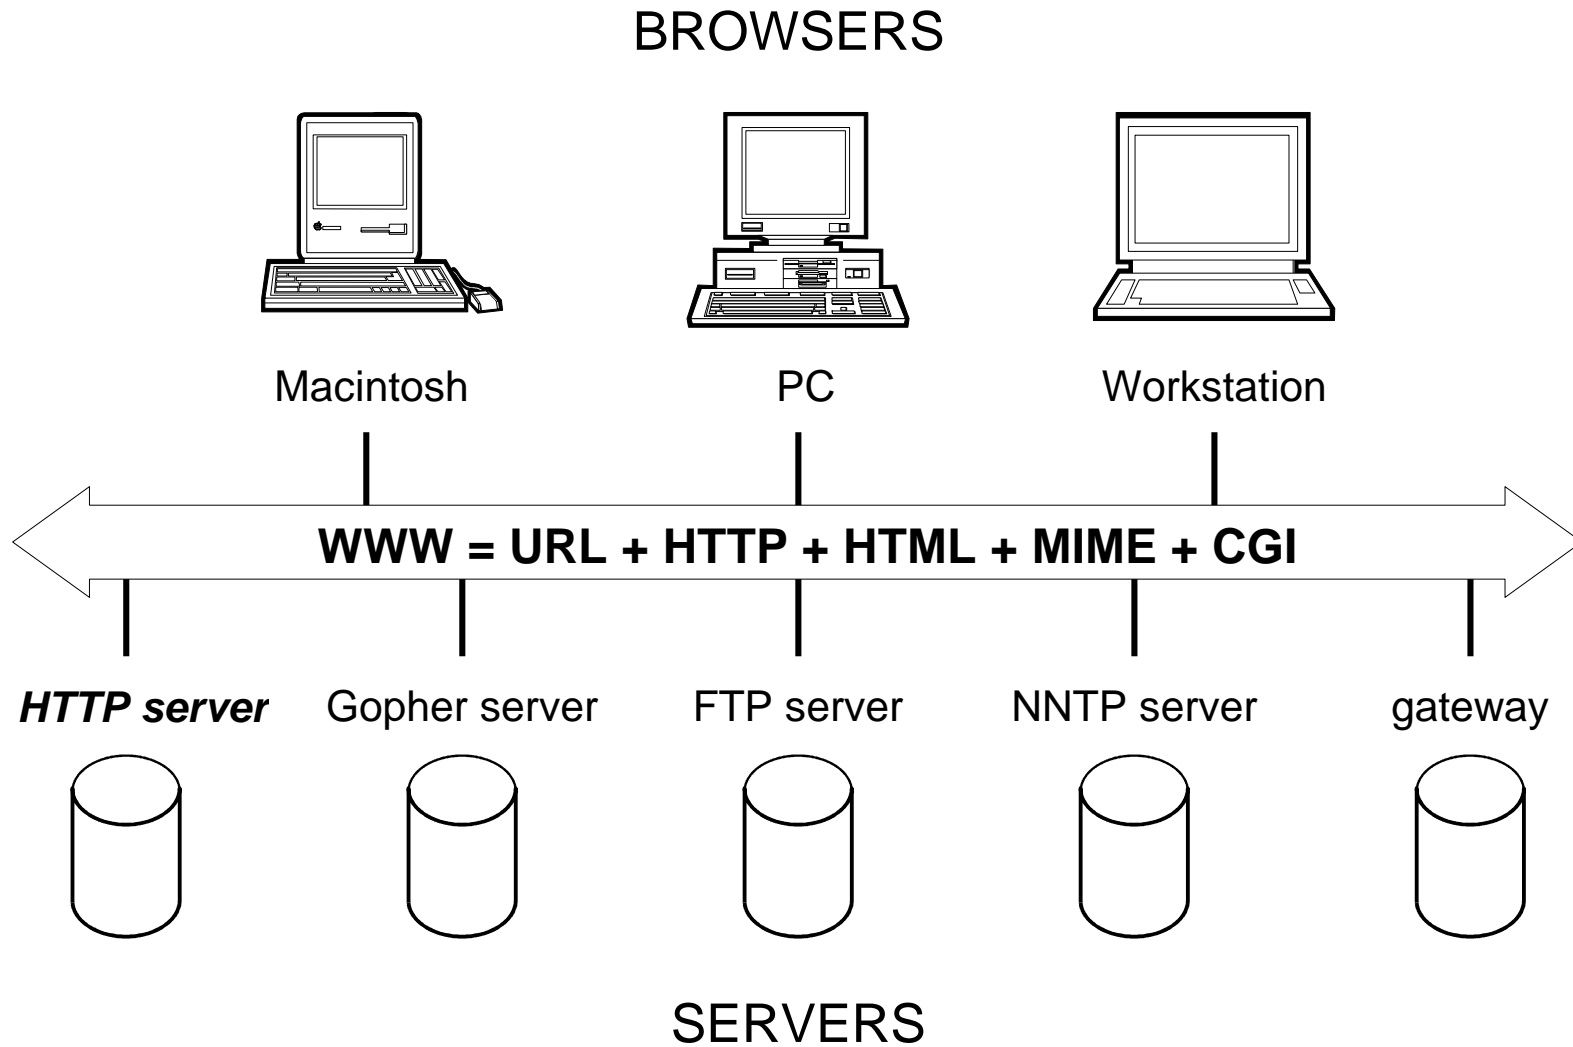 BROWSERS
Macintosh PC Workstation
WWW = URL + HTTP + HTML + MIME + CGI
HTTP server Gopher server FTP server NNTP server gateway
SERVERS